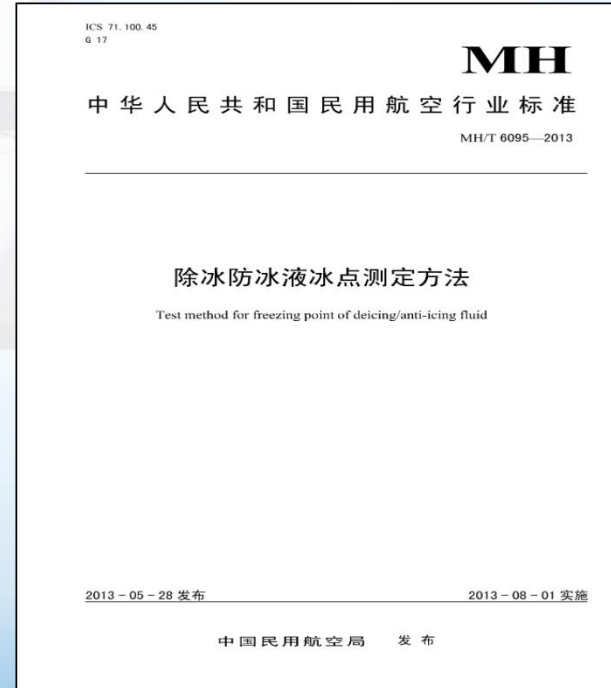 ICS 71.100.45
G 17
MH
中华人民共和国民用航空行业标准
MH/T 6095—2013
除冰防冰液冰点测定方法
Test method for freezing point of deicing/anti-icing fluid
2013-05-28 发布
2013-08-01 实施
中国民用航空局 发布